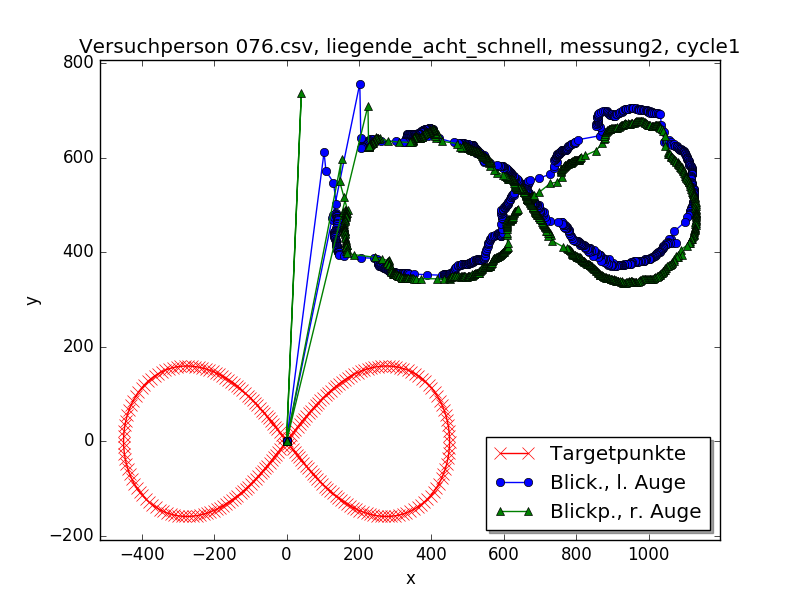 Versuchperson 076.csv, liegende_acht_schnell, messung2, cycle1
800
600
400
200
0
−200
y
−400
−200
0
200
400
600
800
1000
x
Targetpunkte
Blick., l. Auge
Blickp., r. Auge